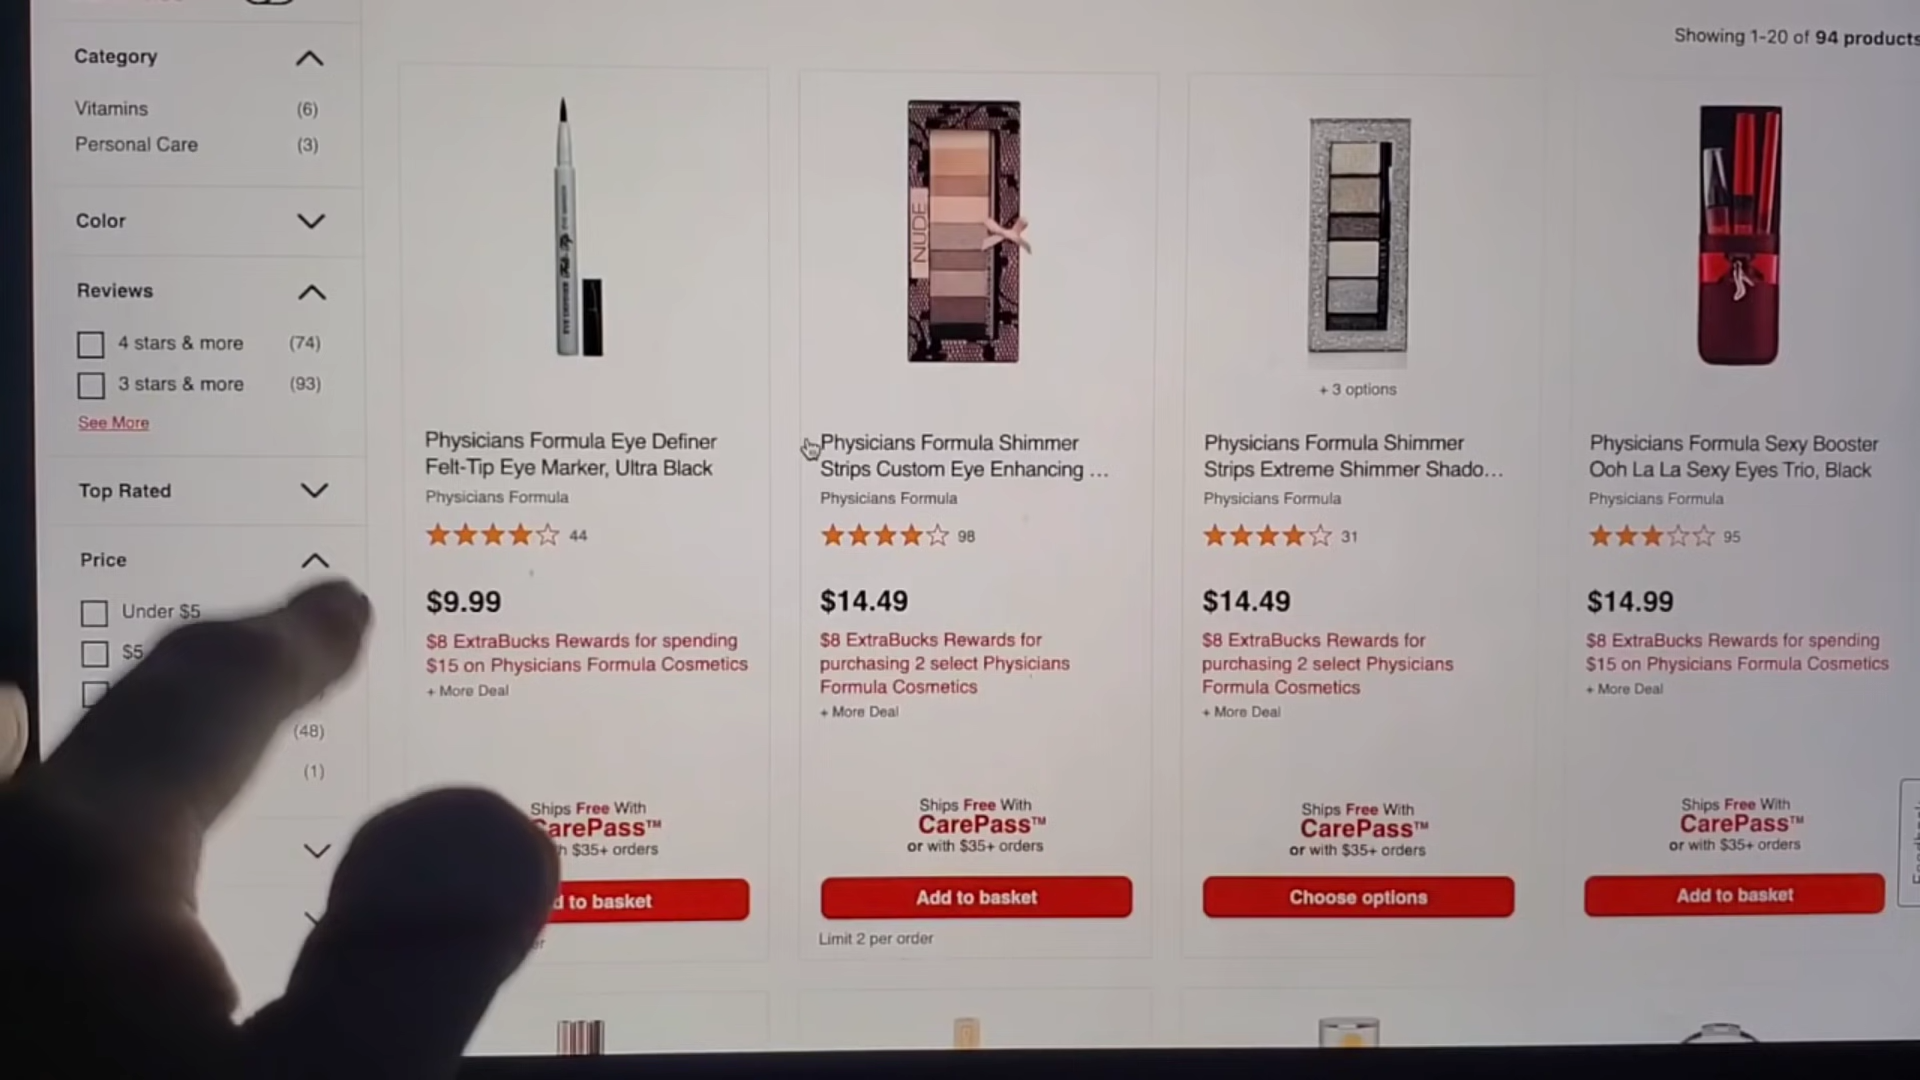 Showing 1-20 of 94 products
Category
Vitamins (6)
Personal Care (3)
Color
Reviews
4 stars & more (74)
3 stars & more (93)
See More
Top Rated
Price
Under $5
$5
(48)
(1)
Physicians Formula Eye Definer
Felt-Tip Eye Marker, Ultra Black
Physicians Formula
44
$9.99
$8 ExtraBucks Rewards for spending
$15 on Physicians Formula Cosmetics
+ More Deal
Ships Free With
CarePass™
$35+ orders
to basket
NUDE
Physicians Formula Shimmer
Strips Custom Eye Enhancing ...
Physicians Formula
98
$14.49
$8 ExtraBucks Rewards for
purchasing 2 select Physicians
Formula Cosmetics
+ More Deal
Ships Free With
CarePass™
or with $35+ orders
Add to basket
Limit 2 per order
+ 3 options
Physicians Formula Shimmer
Strips Extreme Shimmer Shado...
Physicians Formula
31
$14.49
$8 ExtraBucks Rewards for
purchasing 2 select Physicians
Formula Cosmetics
+ More Deal
Ships Free With
CarePass™
or with $35+ orders
Choose options
Physicians Formula Sexy Booster
Ooh La La Sexy Eyes Trio, Black
Physicians Formula
95
$14.99
$8 ExtraBucks Rewards for spending
$15 on Physicians Formula Cosmetics
+ More Deal
Ships Free With
CarePass™
or with $35+ orders
Add to basket